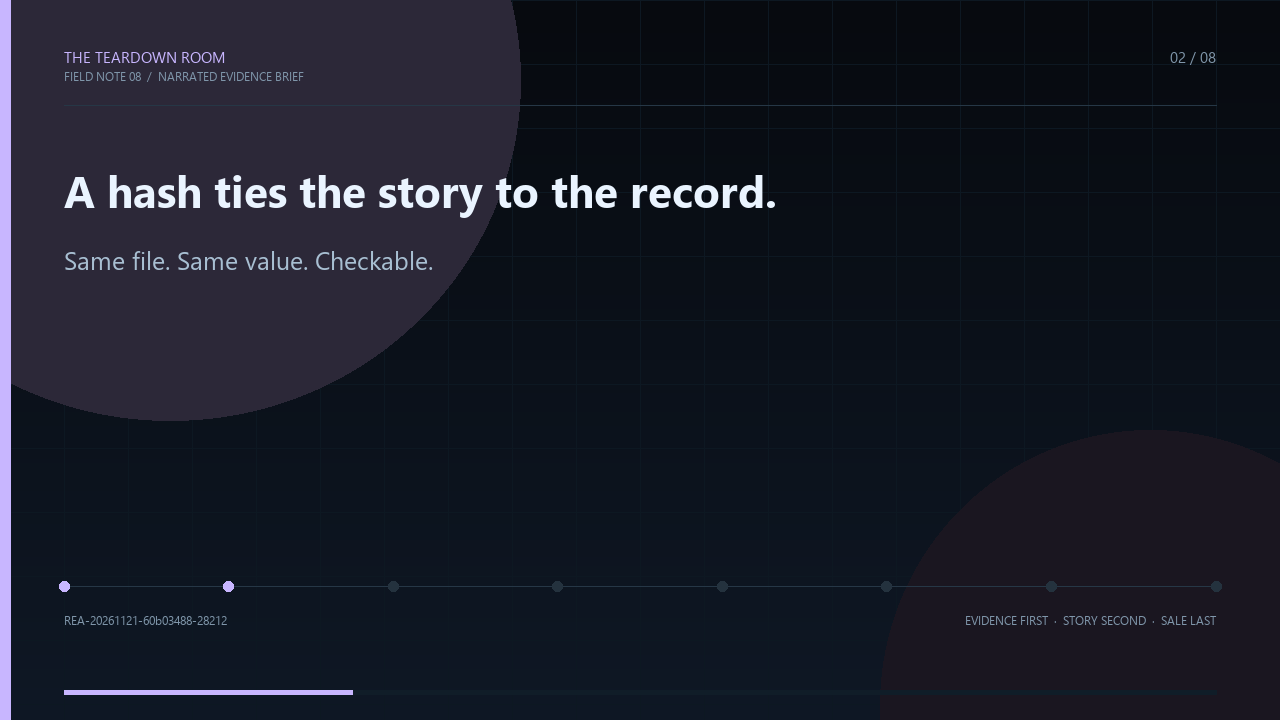 THE TEARDOWN ROOM
02 / 08
FIELD NOTE 08 / NARRATED EVIDENCE BRIEF
A hash ties the story to the record.
Same file. Same value. Checkable.
REA-20261121-60b03488-28212
EVIDENCE FIRST · STORY SECOND · SALE LAST